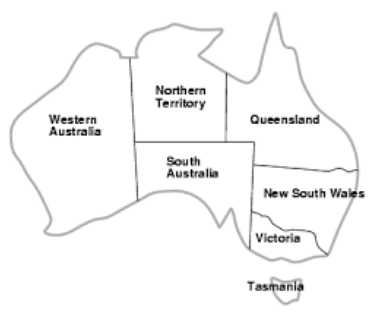 Northern
Territory
Western
Australia
Queensland
South
Australia
New South Wales
Victoria
Tasmania